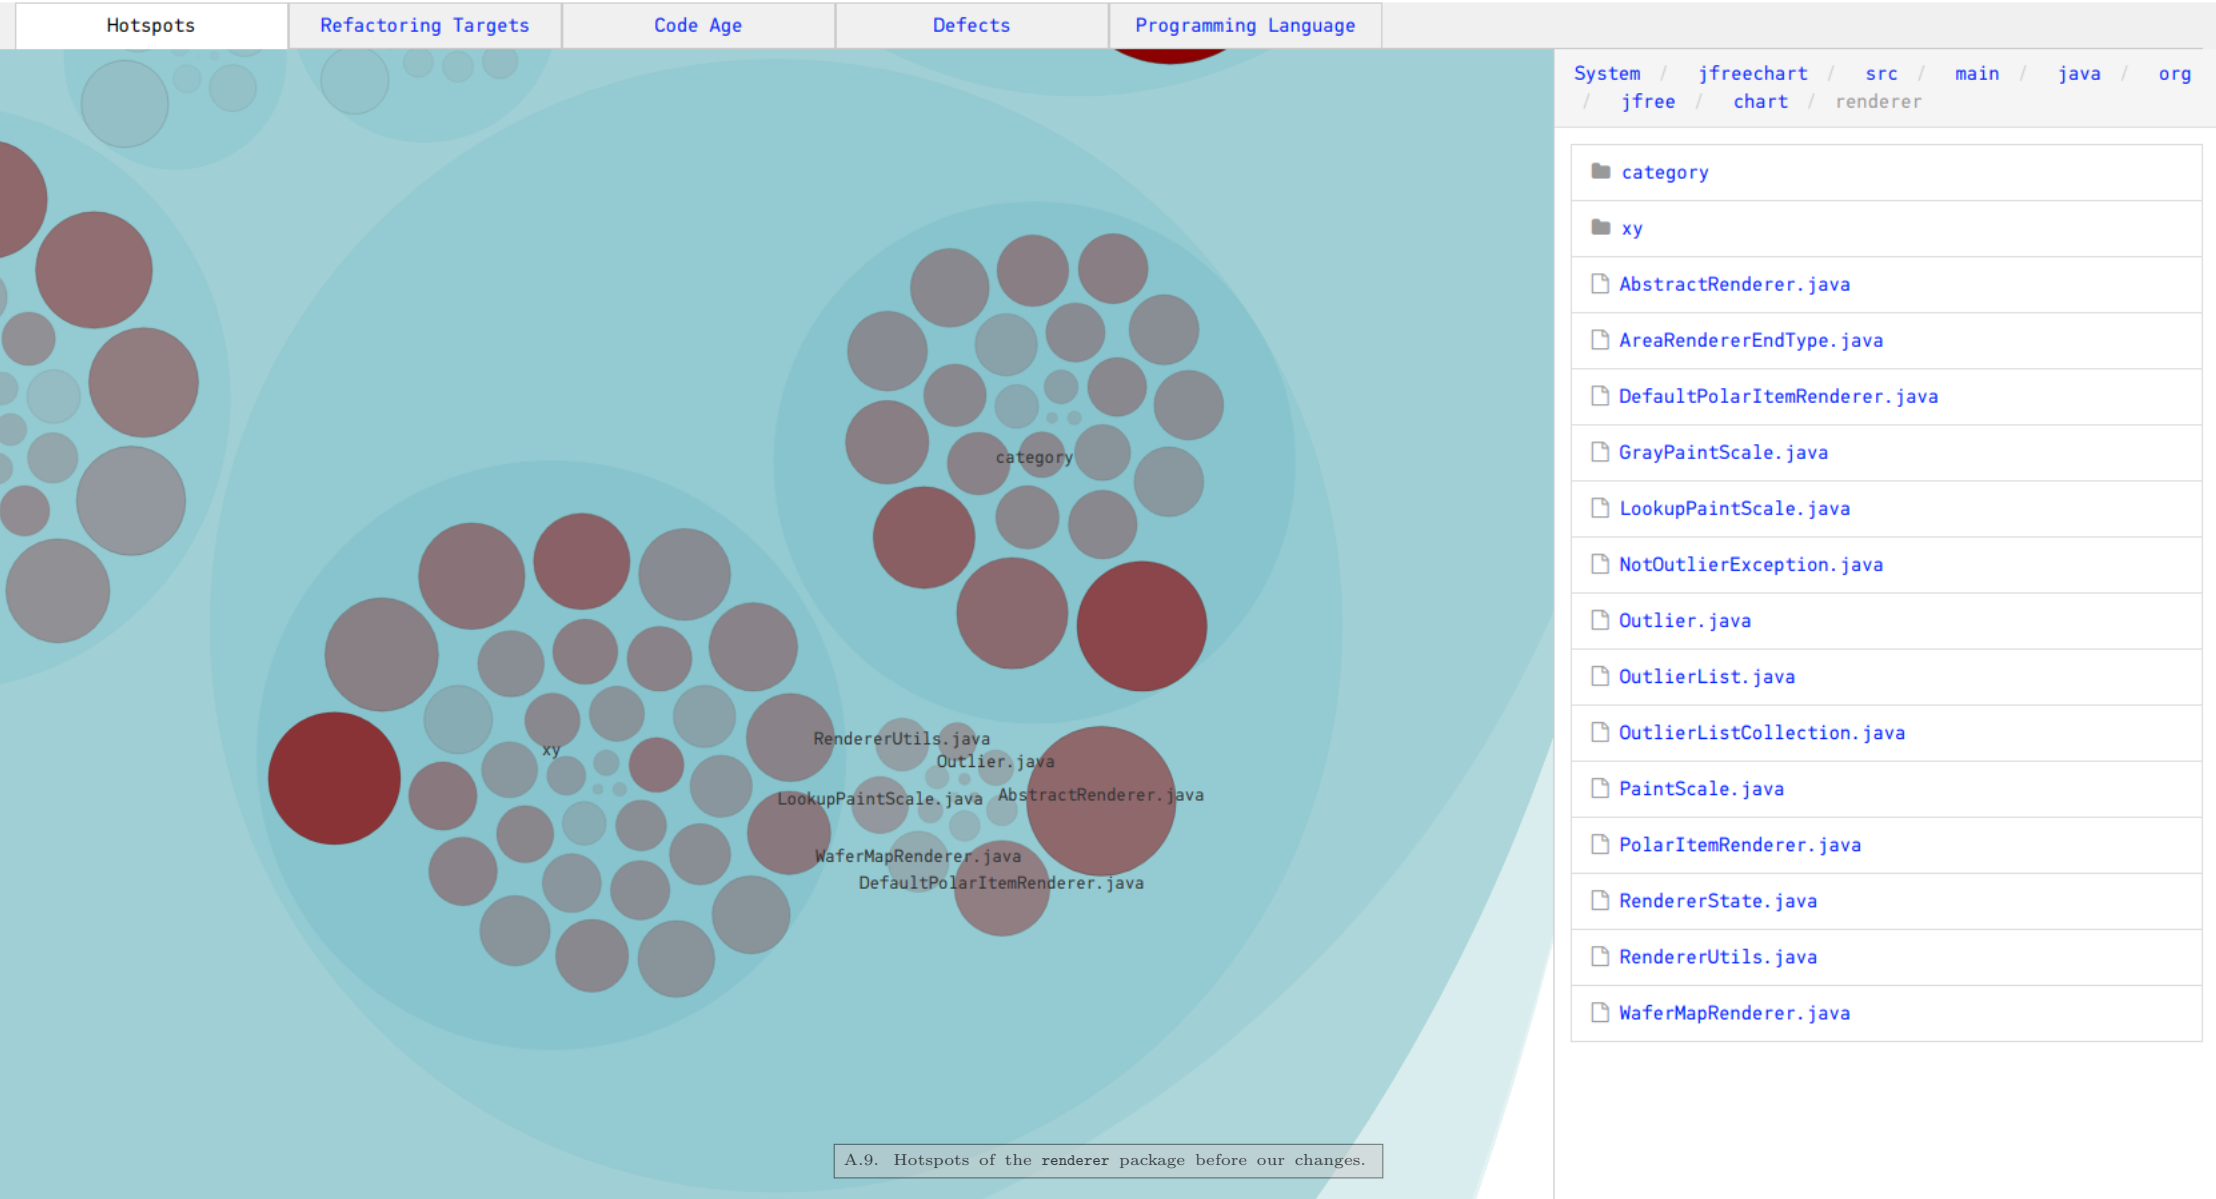 Hotspots
Refactoring Targets
Code Age
Defects
Programming Language
System / jfreechart / src / main / java / org
/ jfree / chart / renderer
category
xy
AbstractRenderer.java
AreaRendererEndType.java
DefaultPolarItemRenderer.java
GrayPaintScale.java
LookupPaintScale.java
NotOutlierException.java
Outlier.java
OutlierList.java
OutlierListCollection.java
PaintScale.java
PolarItemRenderer.java
RendererState.java
RendererUtils.java
WaferMapRenderer.java
category
xy
RendererUtils.java
Outlier.java
LookupPaintScale.java
AbstractRenderer.java
WaferMapRenderer.java
DefaultPolarItemRenderer.java
A.9. Hotspots of the renderer package before our changes.